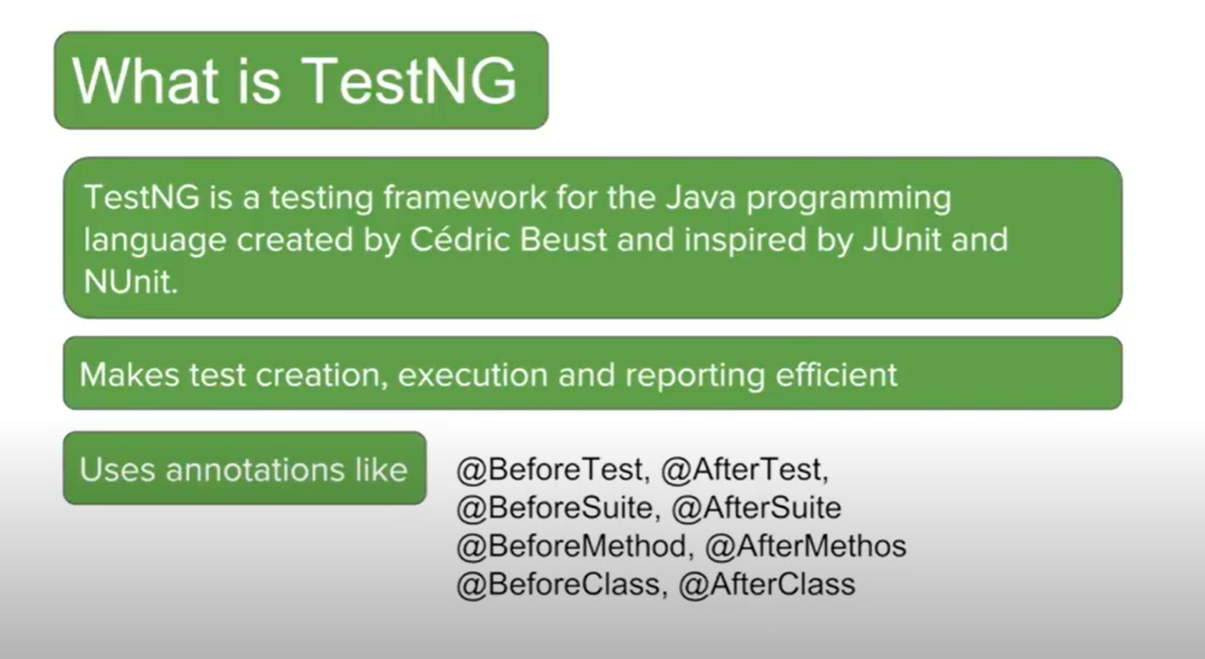 What is TestNG
TestNG is a testing framework for the Java programming
language created by Cédric Beust and inspired by JUnit and
NUnit.
Makes test creation, execution and reporting efficient
Uses annotations like
@BeforeTest, @AfterTest,
@BeforeSuite, @AfterSuite
@BeforeMethod, @AfterMethos
@BeforeClass, @AfterClass